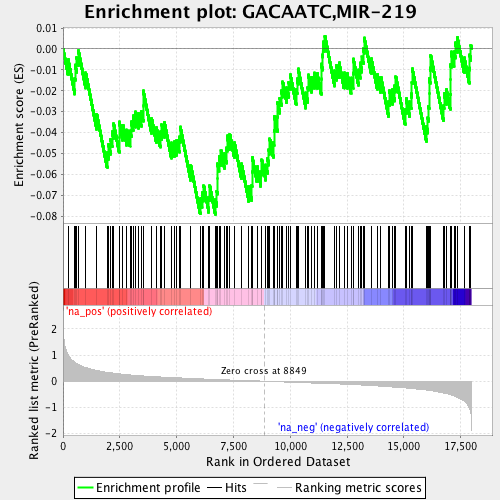 Enrichment plot: GACAATC,MIR-219
Enrichment score (ES)
0.01
0.00
-0.01
-0.02
-0.03
-0.04
-0.05
-0.06
-0.07
-0.08
'na_pos' (positively correlated)
Ranked list metric (PreRanked)
2
1
0
-1
-2
Zero cross at 8849
'na_neg' (negatively correlated)
0
2,500
5,000
7,500
10,000
12,500
15,000
17,500
Rank in Ordered Dataset
Enrichment profile
Hits
Ranking metric scores